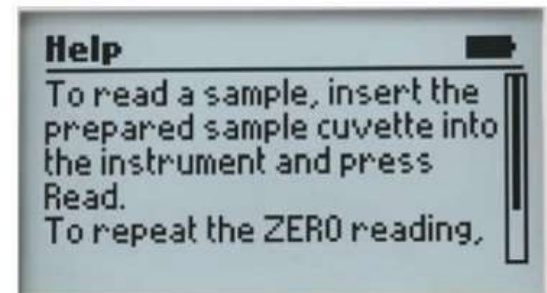 Help
To read a sample, insert the
prepared sample cuvette into
the instrument and press
Read.
To repeat the ZERO reading,